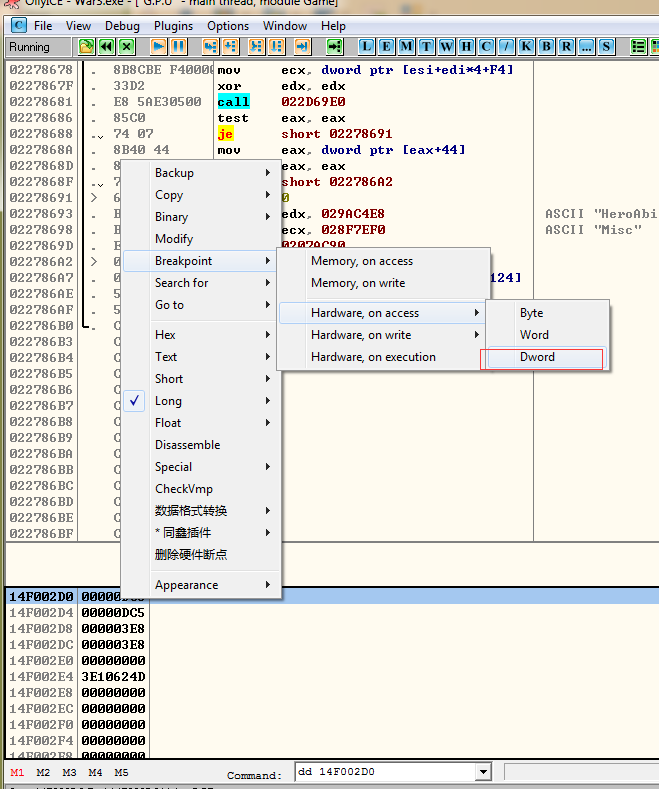 OllyICE - War3.exe - [ G.P.U - main thread, module Game]
C File View Debug Plugins Options Window Help
Running L E M T W H C / K B R ... S
02278678 . 8B8CBE F40000 mov ecx, dword ptr [esi+edi*4+F4]
0227867F . 33D2 xor edx, edx
02278681 . E8 5AE30500 call 022D69E0
02278686 . 85C0 test eax, eax
02278688 . 74 07 je short 02278691
0227868A . 8B40 44 mov eax, dword ptr [eax+44]
0227868D . 8 eax, eax
0227868F . 7 short 022786A2
02278691 > 6 0
02278693 . B edx, 029AC4E8 ASCII "HeroAbi
02278698 . B ecx, 028F7EF0 ASCII "Misc"
0227869D . E 0207AC90
022786A2 > 0
022786A7 . 0 124]
022786AE . 5
022786AF . 5
022786B0 . C
022786B3 C
022786B4 C
022786B5 C
022786B6 C
022786B7 C
022786B8 C
022786B9 C
022786BA C
022786BB C
022786BC C
022786BD C
022786BE C
022786BF C
Backup
Copy
Binary
Modify
Breakpoint
Search for
Go to
Hex
Text
Short
Long
Float
Disassemble
Special
CheckVmp
数据格式转换
* 同鑫插件
删除硬件断点
Appearance
Memory, on access
Memory, on write
Hardware, on access
Hardware, on write
Hardware, on execution
Byte
Word
Dword
14F002D0
14F002D4 00000DC5
14F002D8 000003E8
14F002DC 000003E8
14F002E0 00000000
14F002E4 3E10624D
14F002E8 00000000
14F002EC 00000000
14F002F0 00000000
14F002F4 00000000
14F002F8 00000000
M1 M2 M3 M4 M5 Command: dd 14F002D0